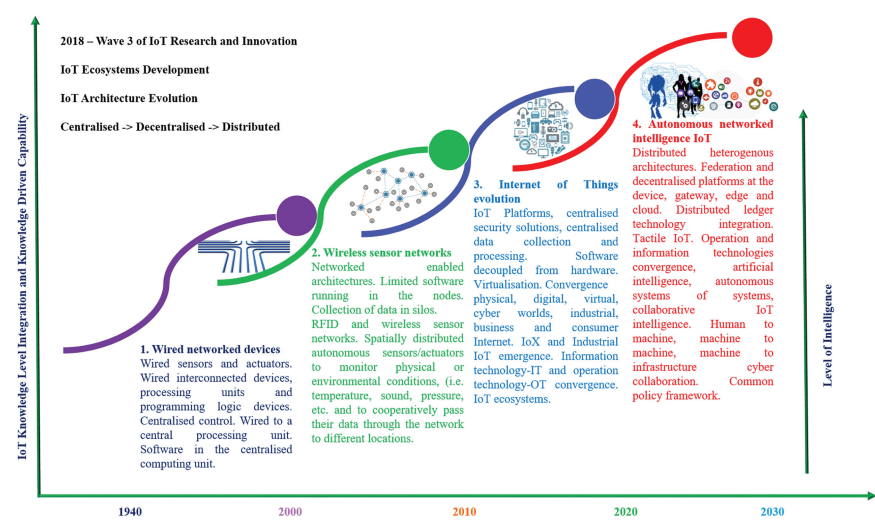 2018 – Wave 3 of IoT Research and Innovation
IoT Ecosystems Development
IoT Architecture Evolution
Centralised -> Decentralised -> Distributed
IoT Knowledge Level Integration and Knowledge Driven Capability
1. Wired networked devices
Wired sensors and actuators.
Wired interconnected devices,
processing units and
programming logic devices.
Centralised control. Wired to a
central processing unit.
Software in the centralised
computing unit.
2. Wireless sensor networks
Networked enabled
architectures. Limited software
running in the nodes.
Collection of data in silos.
RFID and wireless sensor
networks. Spatially distributed
autonomous sensors/actuators
to monitor physical or
environmental conditions, (i.e.
temperature, sound, pressure,
etc. and to cooperatively pass
their data through the network
to different locations.
3. Internet of Things
evolution
IoT Platforms, centralised
security solutions, centralised
data collection and
processing. Software
decoupled from hardware.
Virtualisation. Convergence
physical, digital, virtual,
cyber worlds, industrial,
business and consumer
Internet. IoX and Industrial
IoT emergence. Information
technology-IT and operation
technology-OT convergence.
IoT ecosystems.
4. Autonomous networked
intelligence IoT
Distributed heterogenous
architectures. Federation and
decentralised platforms at the
device, gateway, edge and
cloud. Distributed ledger
technology integration.
Tactile IoT. Operation and
information technologies
convergence, artificial
intelligence, autonomous
systems of systems,
collaborative IoT
intelligence. Human to
machine, machine to
machine, machine to
infrastructure cyber
collaboration. Common
policy framework.
Level of Intelligence
1940
2000
2010
2020
2030